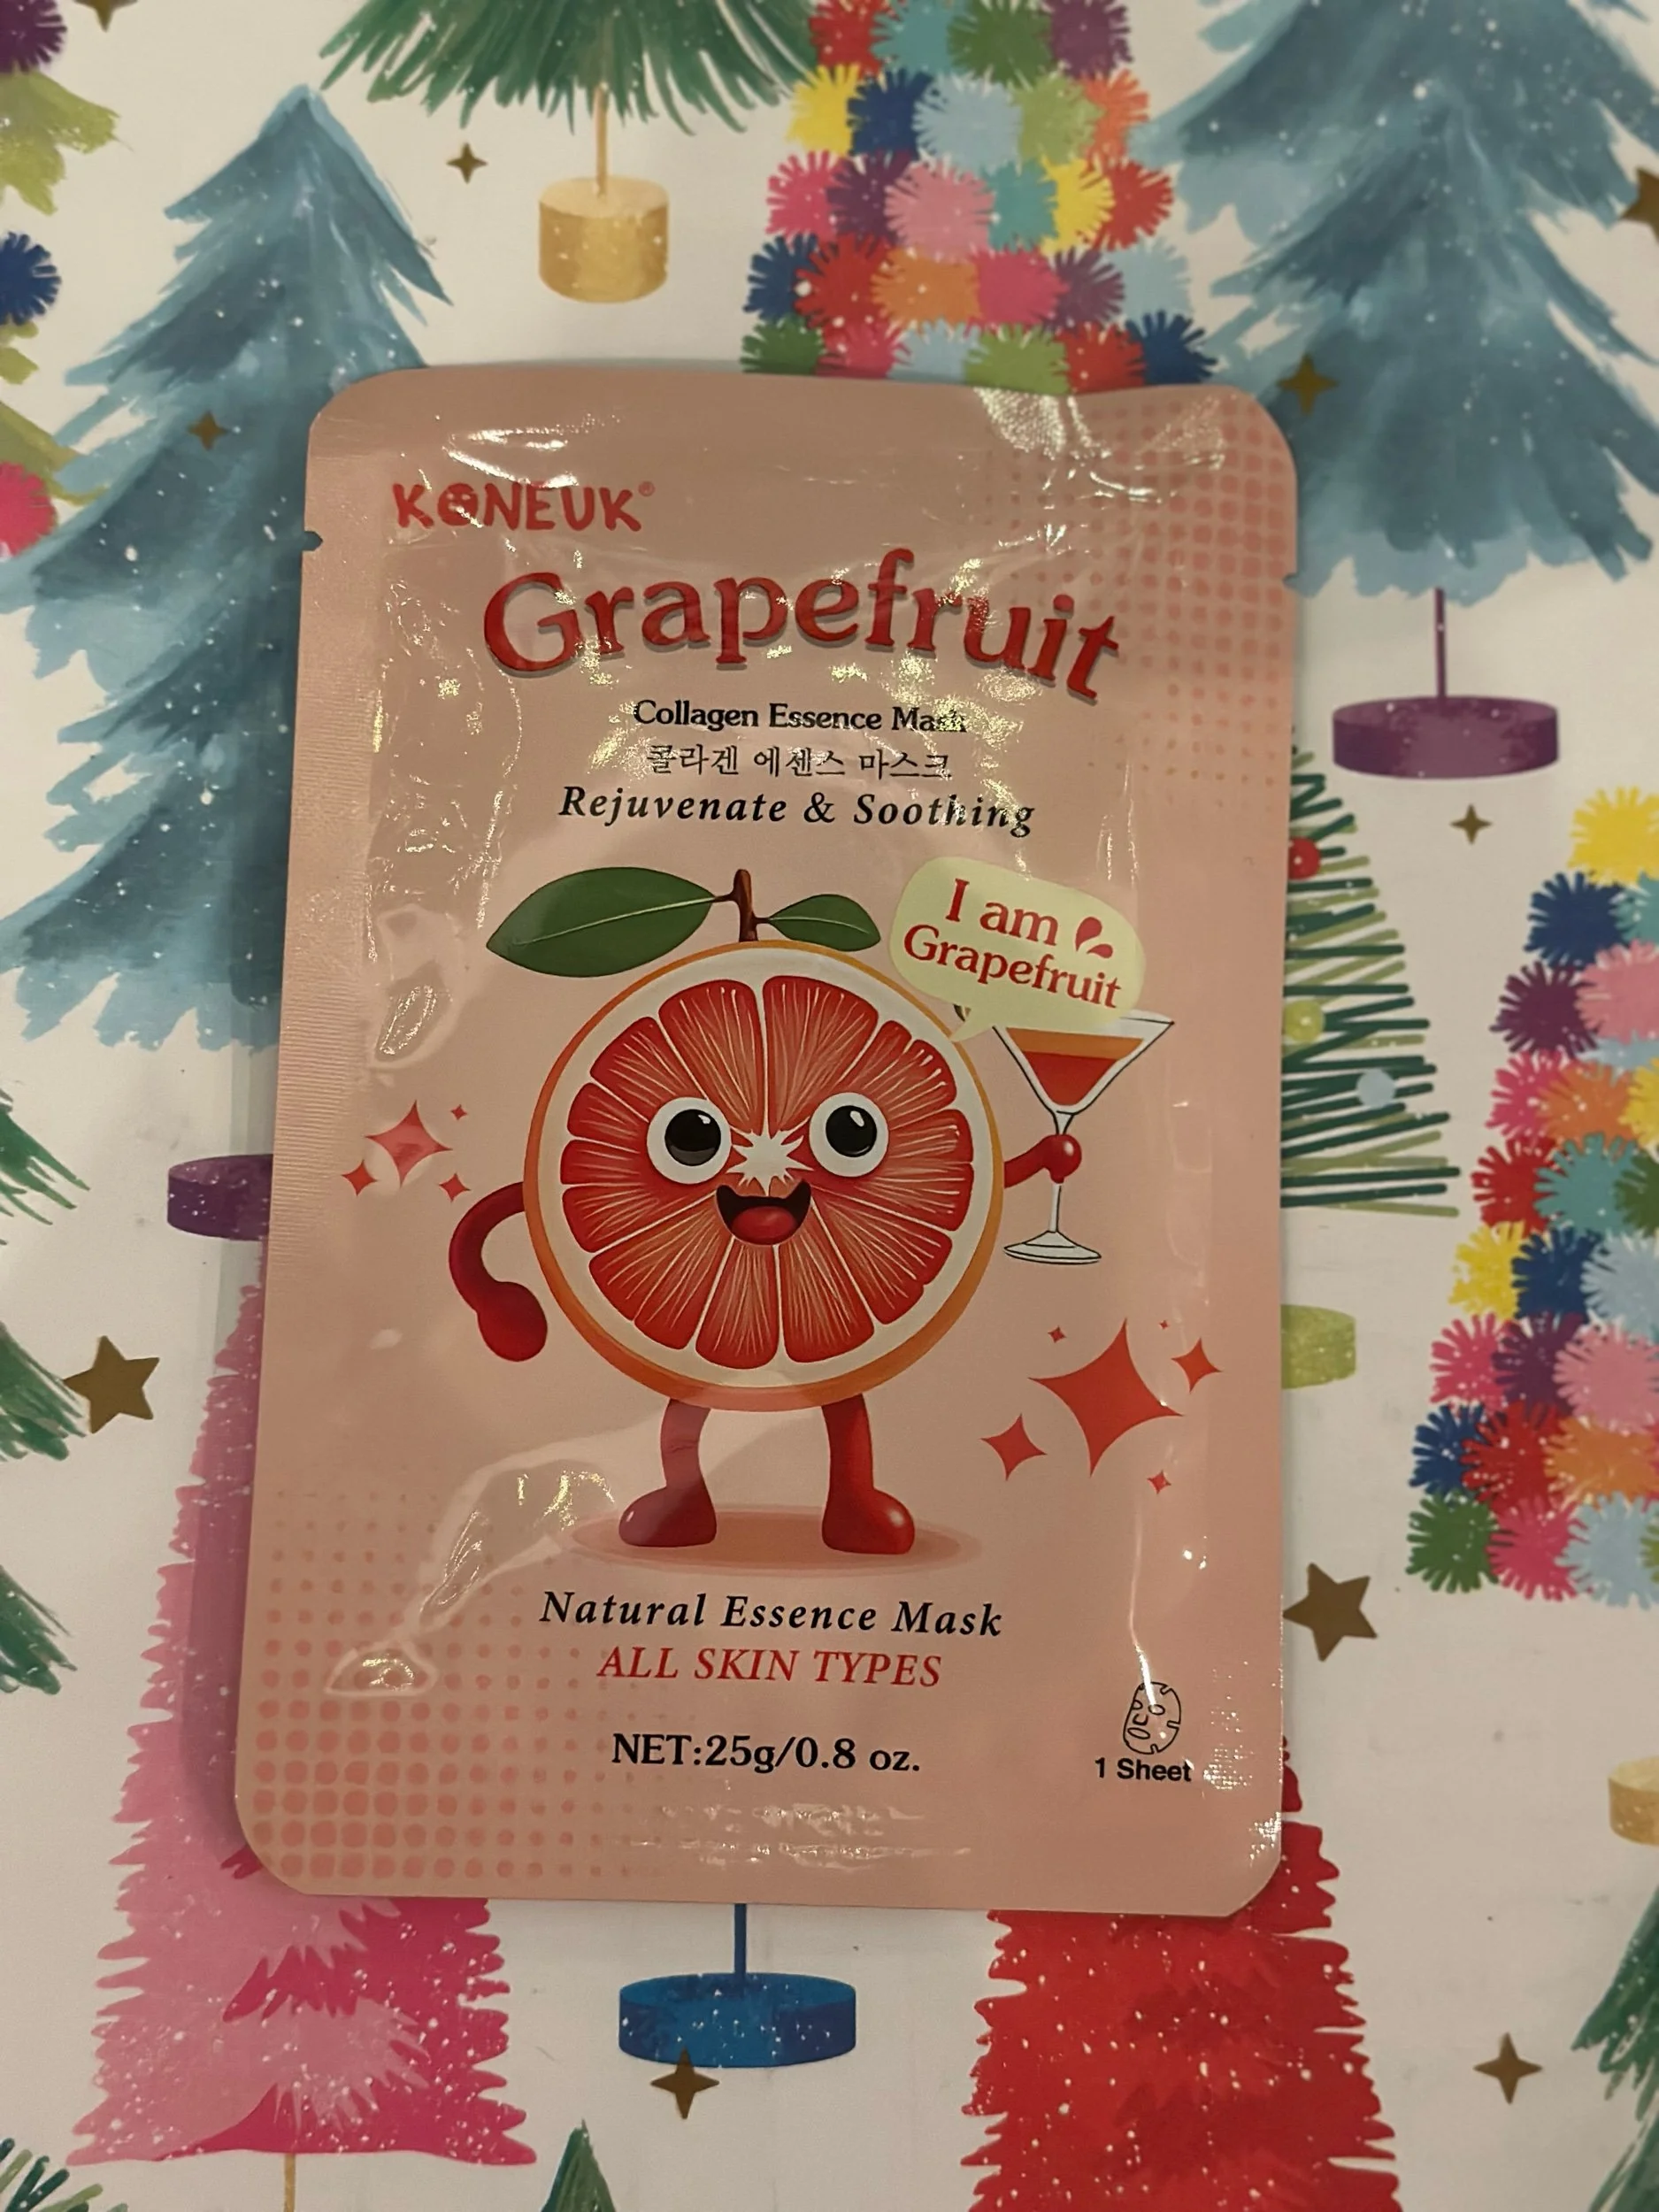 KONEUK®
Grapefruit
Collagen Essence Mask
콜라겐 에센스 마스크
Rejuvenate & Soothing
I am
Grapefruit
Natural Essence Mask
ALL SKIN TYPES
NET:25g/0.8 oz.
1 Sheet